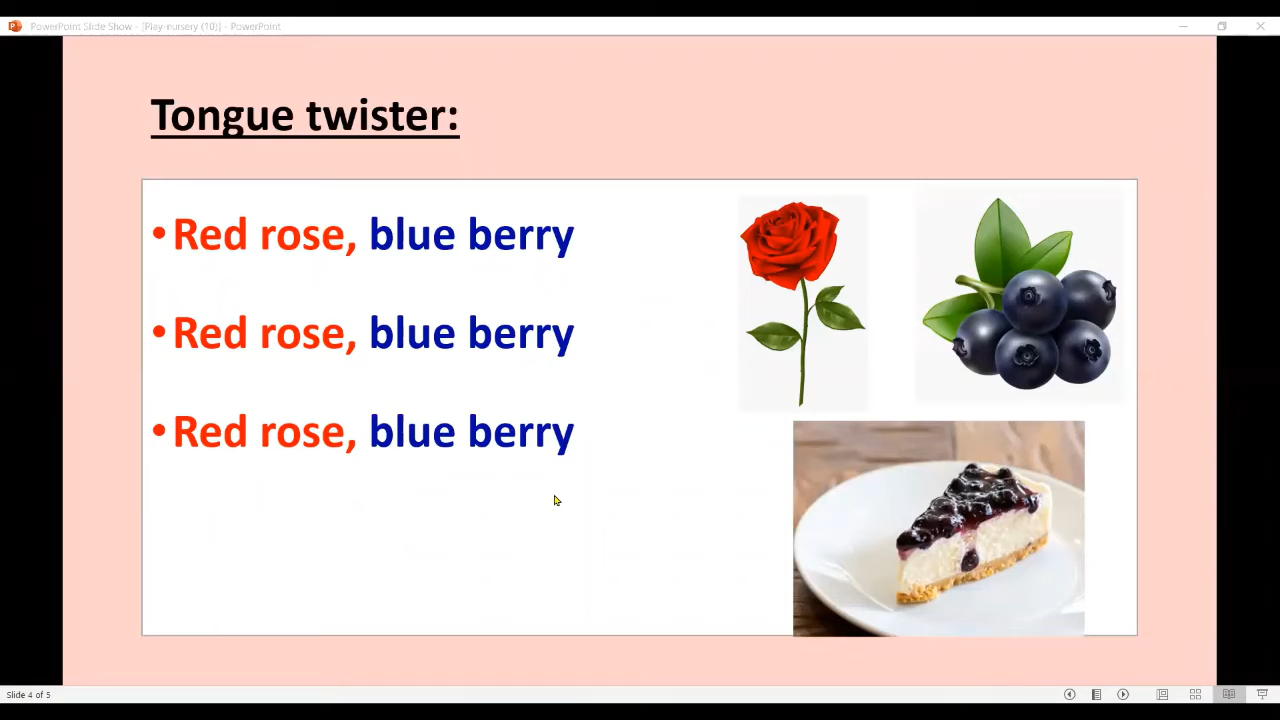 PowerPoint Slide Show - [Play-nursery (10)] - PowerPoint
Tongue twister:
•Red rose, blue berry
•Red rose, blue berry
•Red rose, blue berry
Slide 4 of 5